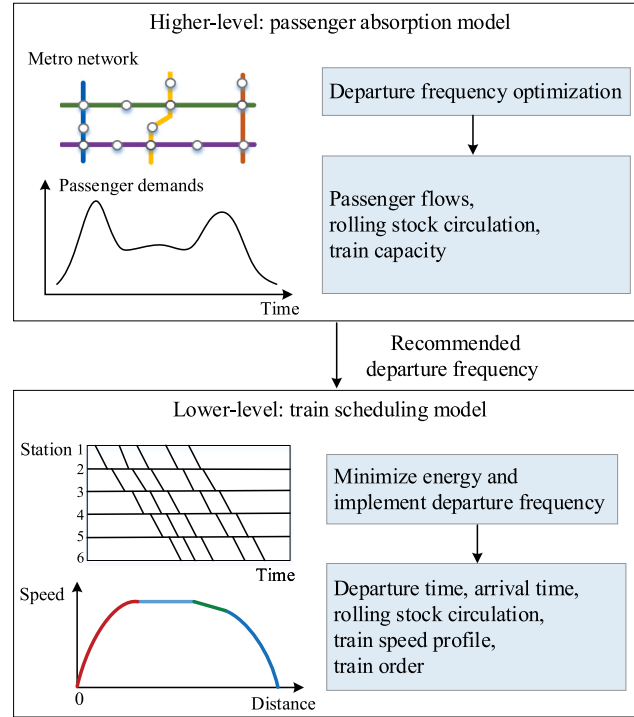 Higher-level: passenger absorption model
Metro network
Passenger demands
Time
Departure frequency optimization
Passenger flows,
rolling stock circulation,
train capacity
Recommended
departure frequency
Lower-level: train scheduling model
Station
1
2
3
4
5
6
Time
Speed
0
Distance
Minimize energy and
implement departure frequency
Departure time, arrival time,
rolling stock circulation,
train speed profile,
train order